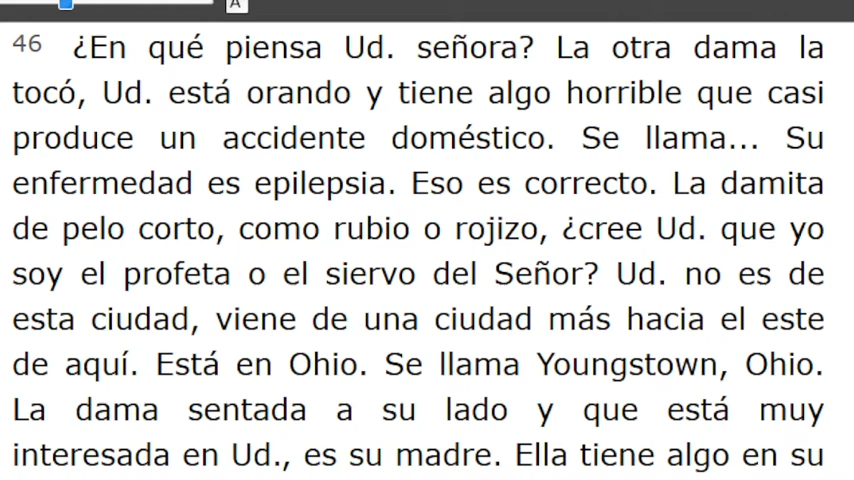 A
46 ¿En qué piensa Ud. señora? La otra dama la
tocó, Ud. está orando y tiene algo horrible que casi
produce un accidente doméstico. Se llama... Su
enfermedad es epilepsia. Eso es correcto. La damita
de pelo corto, como rubio o rojizo, ¿cree Ud. que yo
soy el profeta o el siervo del Señor? Ud. no es de
esta ciudad, viene de una ciudad más hacia el este
de aquí. Está en Ohio. Se llama Youngstown, Ohio.
La dama sentada a su lado y que está muy
interesada en Ud., es su madre. Ella tiene algo en su